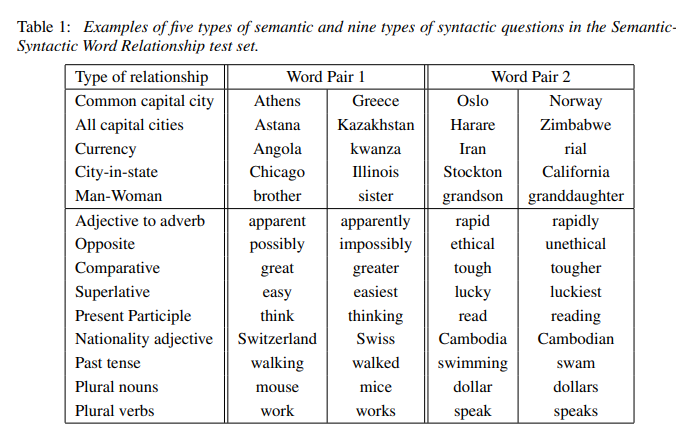 Table 1: Examples of five types of semantic and nine types of syntactic questions in the Semantic-
Syntactic Word Relationship test set.
Type of relationship Word Pair 1 Word Pair 2
Common capital city Athens Greece Oslo Norway
All capital cities Astana Kazakhstan Harare Zimbabwe
Currency Angola kwanza Iran rial
City-in-state Chicago Illinois Stockton California
Man-Woman brother sister grandson granddaughter
Adjective to adverb apparent apparently rapid rapidly
Opposite possibly impossibly ethical unethical
Comparative great greater tough tougher
Superlative easy easiest lucky luckiest
Present Participle think thinking read reading
Nationality adjective Switzerland Swiss Cambodia Cambodian
Past tense walking walked swimming swam
Plural nouns mouse mice dollar dollars
Plural verbs work works speak speaks